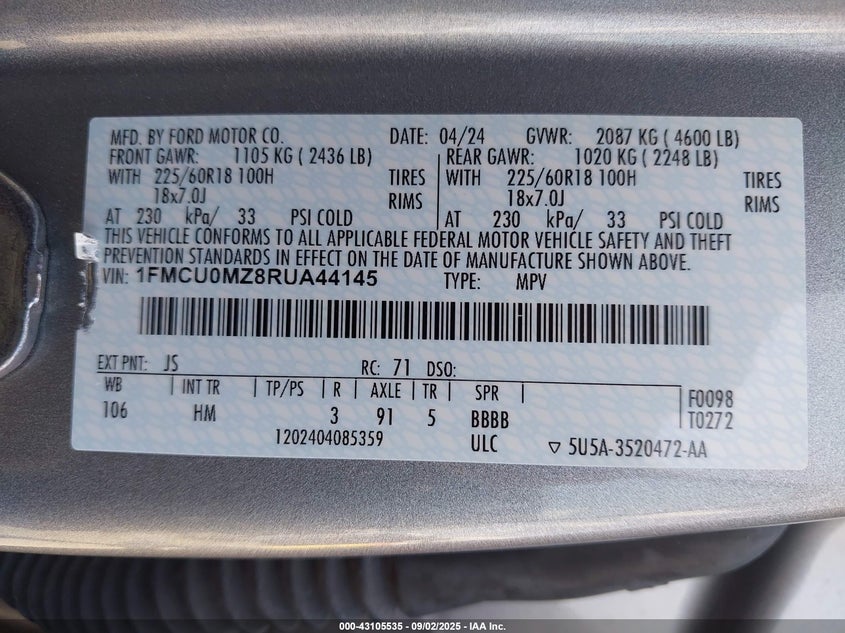 MFD. BY FORD MOTOR CO. DATE: 04/24 GVWR: 2087 KG ( 4600 LB)
FRONT GAWR: 1105 KG ( 2436 LB) REAR GAWR: 1020 KG ( 2248 LB)
WITH 225/60R18 100H TIRES WITH 225/60R18 100H TIRES
18x7.0J RIMS 18x7.0J RIMS
AT 230 kPa/ 33 PSI COLD AT 230 kPa/ 33 PSI COLD
THIS VEHICLE CONFORMS TO ALL APPLICABLE FEDERAL MOTOR VEHICLE SAFETY AND THEFT
PREVENTION STANDARDS IN EFFECT ON THE DATE OF MANUFACTURE SHOWN ABOVE.
VIN: 1FMCU0MZ8RUA44145 TYPE: MPV
EXT PNT: JS RC: 71 DSO:
WB | INT TR | TP/PS | R | AXLE | TR | SPR | F0098
106 HM 3 91 5 BBBB T0272
1202404085359 ULC ▽ 5U5A-3520472-AA
000-43105535 - 09/02/2025 - IAA Inc.